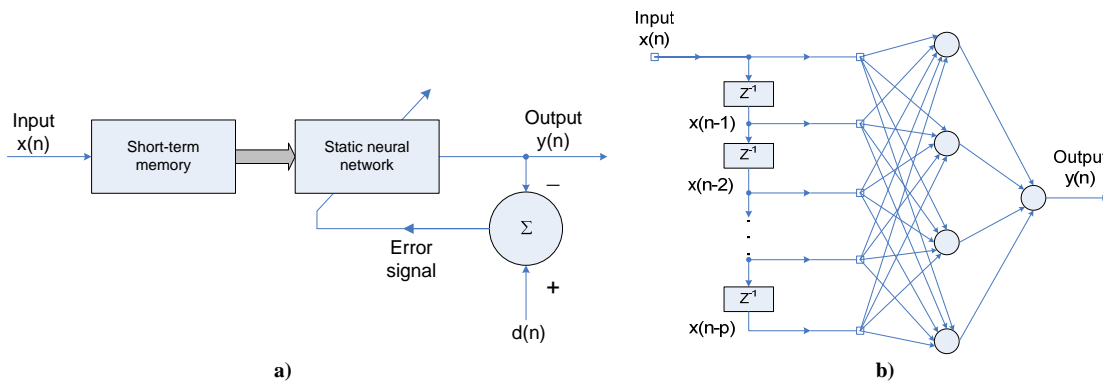 Input
x(n)
Short-term
memory
Static neural
network
Output
y(n)
−
Σ
Error
signal
+
d(n)
a)
Input
x(n)
Z⁻¹
x(n-1)
Z⁻¹
x(n-2)
Z⁻¹
x(n-p)
Output
y(n)
b)